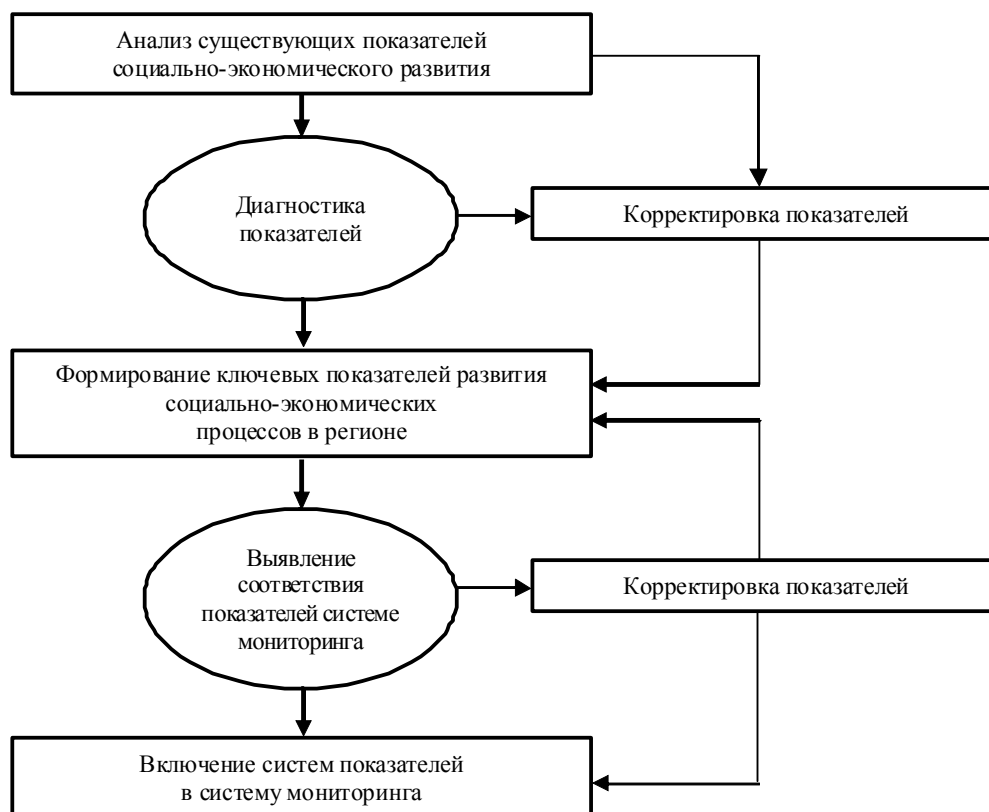 Анализ существующих показателей
социально-экономического развития
Диагностика
показателей
Корректировка показателей
Формирование ключевых показателей развития
социально-экономических
процессов в регионе
Выявление
соответствия
показателей системе
мониторинга
Корректировка показателей
Включение систем показателей
в систему мониторинга